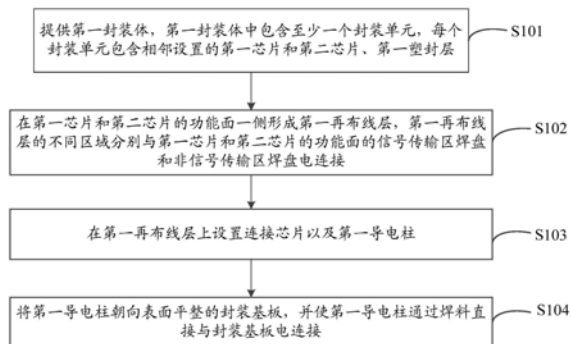 提供第一封装体，第一封装体中包含至少一个封装单元，每个
封装单元包含相邻设置的第一芯片和第二芯片、第一塑封层
S101
在第一芯片和第二芯片的功能面一侧形成第一再布线层，第一再布线
层的不同区域分别与第一芯片和第二芯片的功能面的信号传输区焊盘
和非信号传输区焊盘电连接
S102
在第一再布线层上设置连接芯片以及第一导电柱
S103
将第一导电柱朝向表面平整的封装基板，并使第一导电柱通过焊料直
接与封装基板电连接
S104